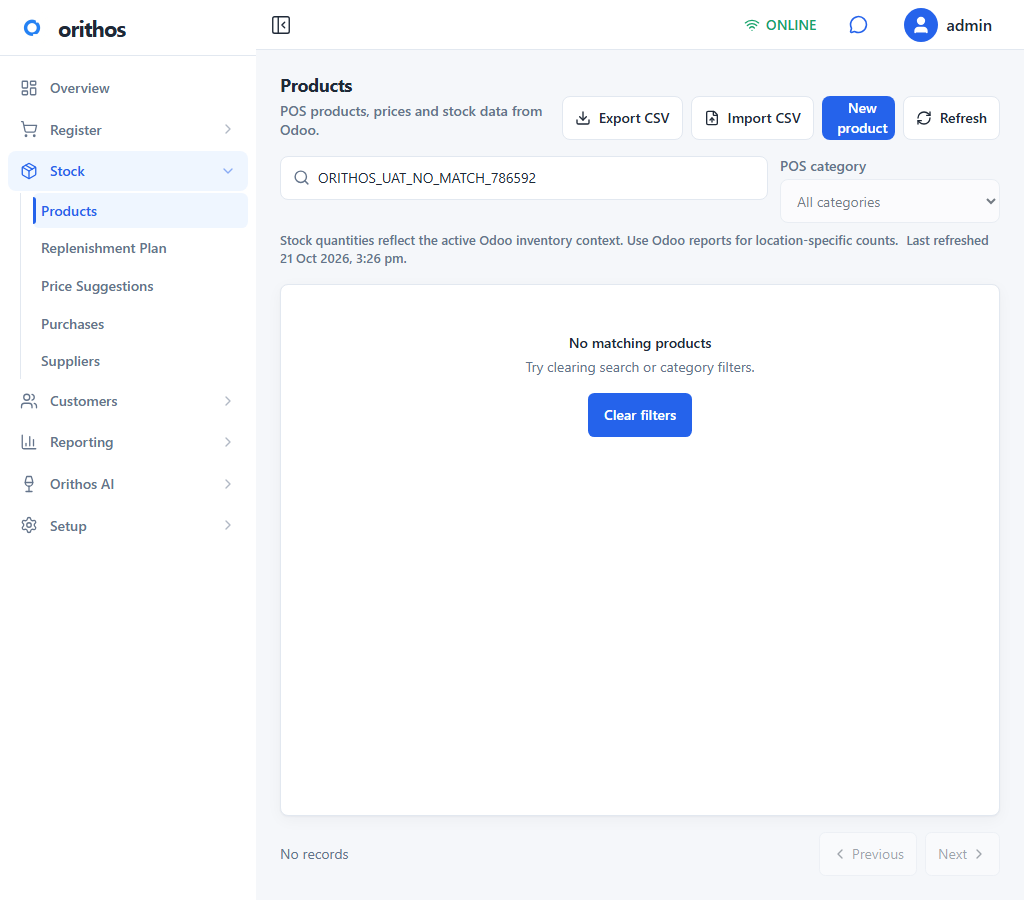 orithos
ONLINE
admin
Overview
Register
Stock
Products
Replenishment Plan
Price Suggestions
Purchases
Suppliers
Customers
Reporting
Orithos AI
Setup
Products
POS products, prices and stock data from
Odoo.
Export CSV
Import CSV
New
product
Refresh
ORITHOS_UAT_NO_MATCH_786592
POS category
All categories
Stock quantities reflect the active Odoo inventory context. Use Odoo reports for location-specific counts. Last refreshed
21 Oct 2026, 3:26 pm.
No matching products
Try clearing search or category filters.
Clear filters
No records
Previous
Next